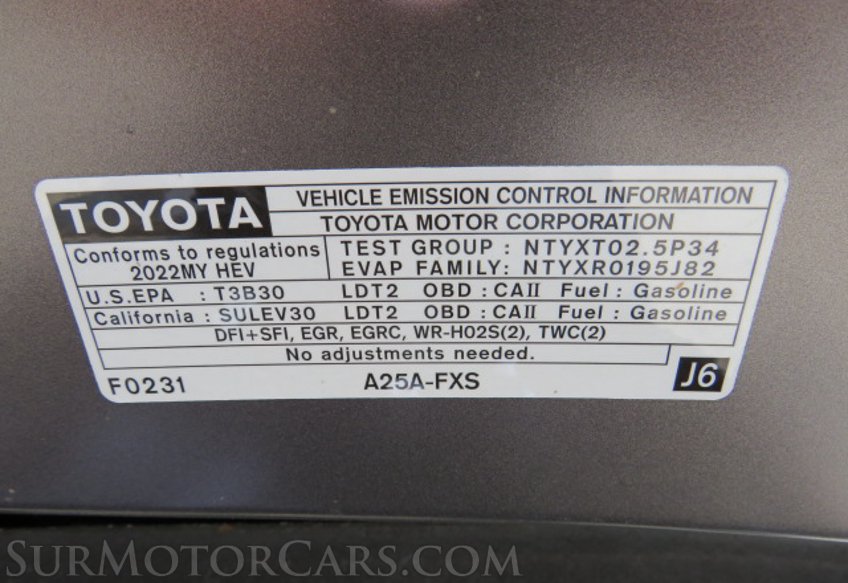 TOYOTA
VEHICLE EMISSION CONTROL INFORMATION
TOYOTA MOTOR CORPORATION
Conforms to regulations
2022MY HEV
TEST GROUP : NTYXT02.5P34
EVAP FAMILY: NTYXR0195J82
U.S.EPA : T3B30 LDT2 OBD : CAII Fuel : Gasoline
California : SULEV30 LDT2 OBD : CAII Fuel : Gasoline
DFI+SFI, EGR, EGRC, WR-HO2S(2), TWC(2)
No adjustments needed.
F0231 A25A-FXS J6
SURMOTORCARS.COM